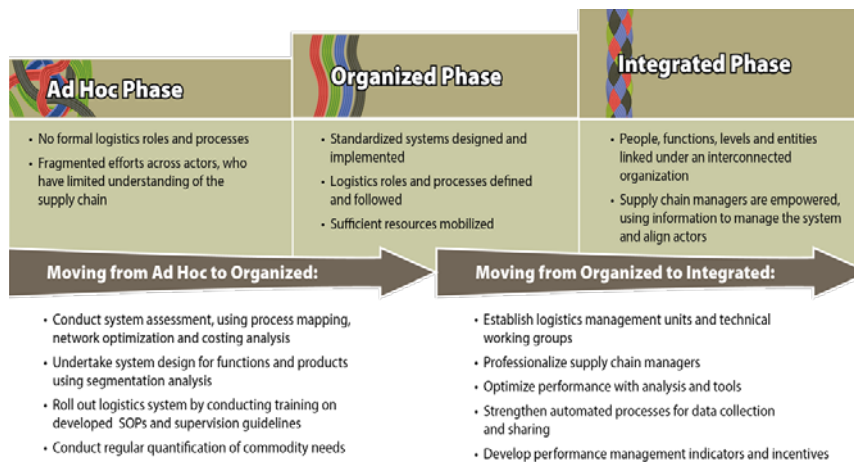 Ad Hoc Phase
• No formal logistics roles and processes
• Fragmented efforts across actors, who
have limited understanding of the
supply chain
Organized Phase
• Standardized systems designed and
implemented
• Logistics roles and processes defined
and followed
• Sufficient resources mobilized
Integrated Phase
• People, functions, levels and entities
linked under an interconnected
organization
• Supply chain managers are empowered,
using information to manage the system
and align actors
Moving from Ad Hoc to Organized:
• Conduct system assessment, using process mapping,
network optimization and costing analysis
• Undertake system design for functions and products
using segmentation analysis
• Roll out logistics system by conducting training on
developed SOPs and supervision guidelines
• Conduct regular quantification of commodity needs
Moving from Organized to Integrated:
• Establish logistics management units and technical
working groups
• Professionalize supply chain managers
• Optimize performance with analysis and tools
• Strengthen automated processes for data collection
and sharing
• Develop performance management indicators and incentives